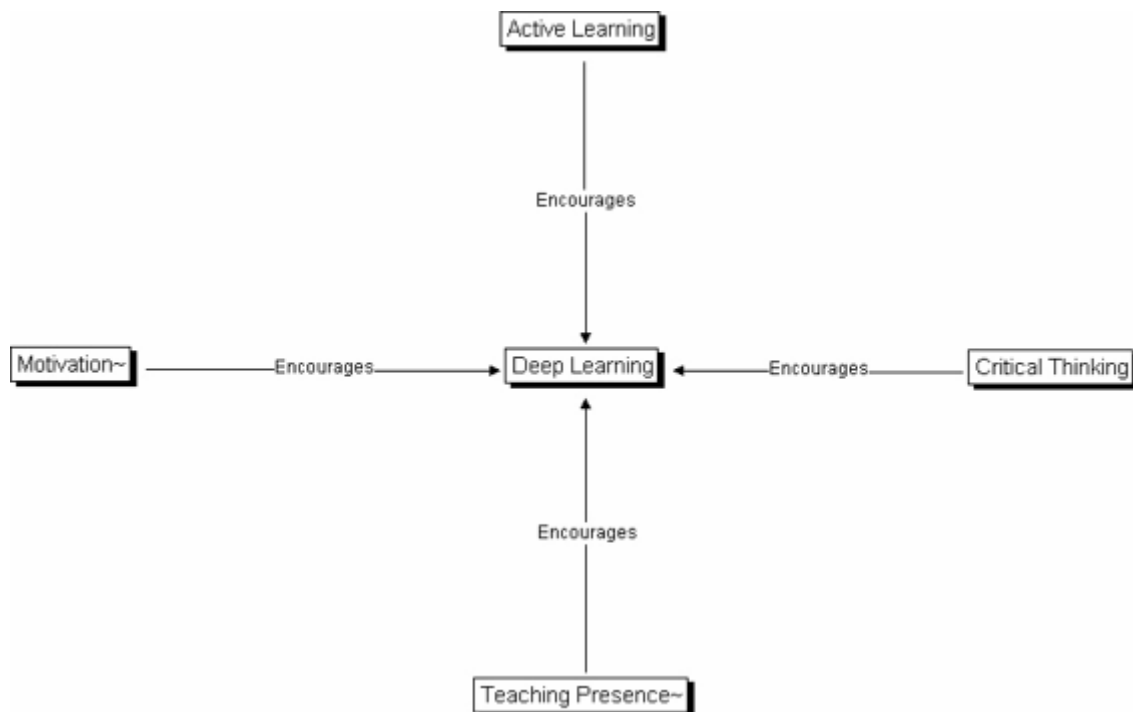 Active Learning
Encourages
Motivation~
Encourages
Deep Learning
Encourages
Critical Thinking
Encourages
Teaching Presence~